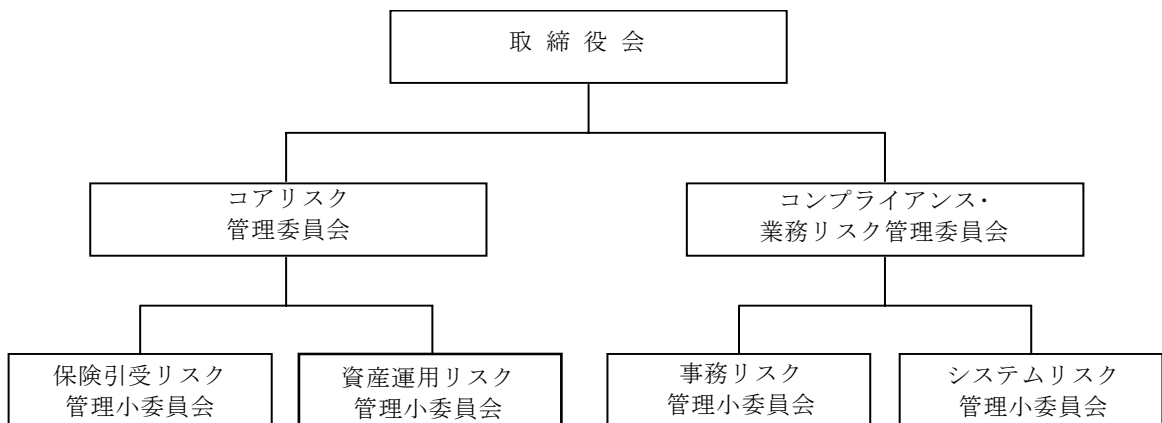 取 締 役 会
コアリスク
管理委員会
コンプライアンス・
業務リスク管理委員会
保険引受リスク
管理小委員会
資産運用リスク
管理小委員会
事務リスク
管理小委員会
システムリスク
管理小委員会